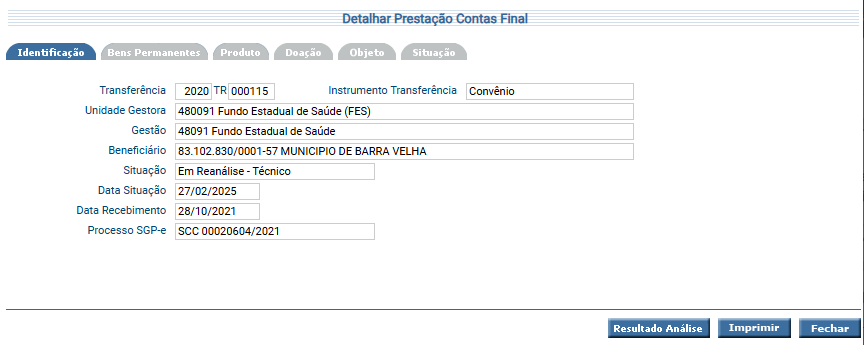 Detalhar Prestação Contas Final
Identificação Bens Permanentes Produto Doação Objeto Situação
Transferência 2020 TR 000115 Instrumento Transferência Convênio
Unidade Gestora 480091 Fundo Estadual de Saúde (FES)
Gestão 48091 Fundo Estadual de Saúde
Beneficiário 83.102.830/0001-57 MUNICIPIO DE BARRA VELHA
Situação Em Reanálise - Técnico
Data Situação 27/02/2025
Data Recebimento 28/10/2021
Processo SGP-e SCC 00020604/2021
Resultado Análise Imprimir Fechar